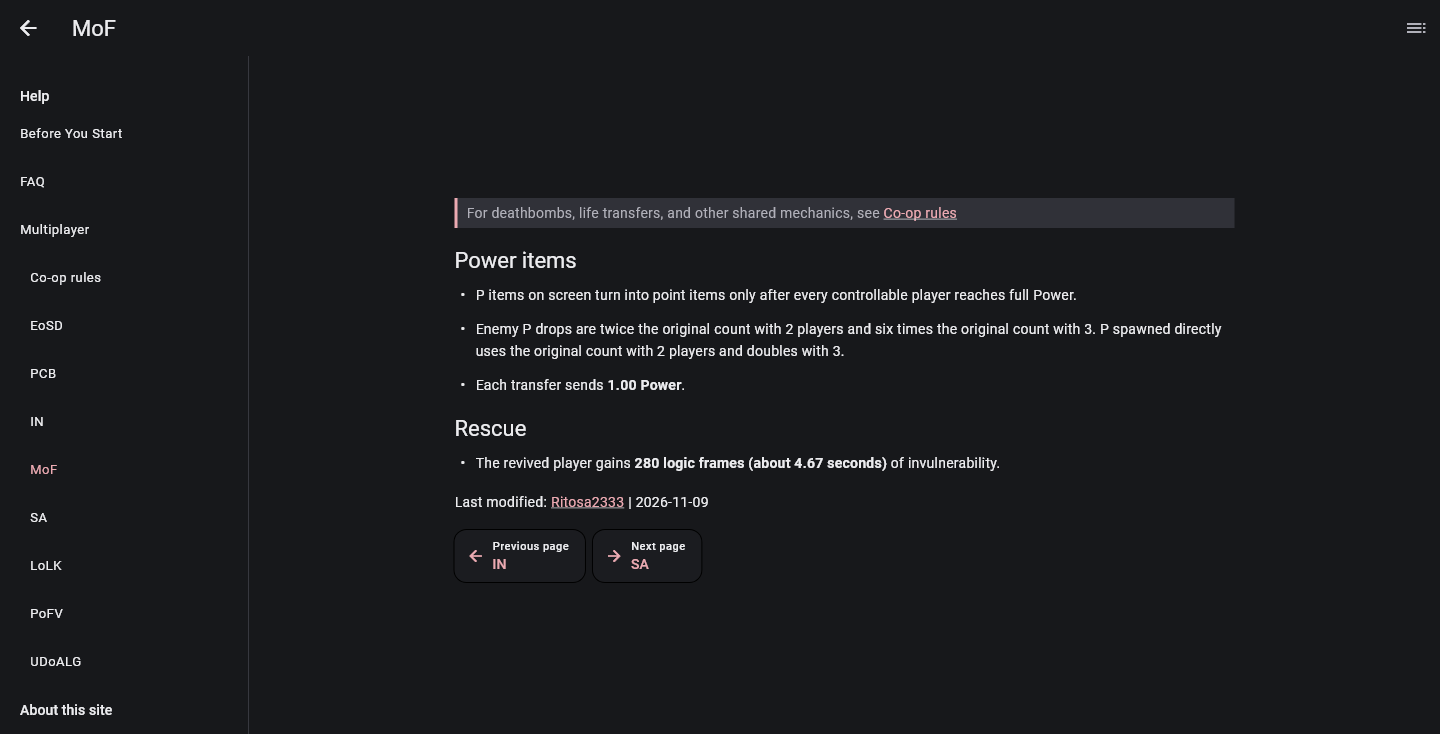 MoF
Help
Before You Start
FAQ
Multiplayer
Co-op rules
EoSD
PCB
IN
MoF
SA
LoLK
PoFV
UDoALG
About this site
For deathbombs, life transfers, and other shared mechanics, see Co-op rules
Power items
• P items on screen turn into point items only after every controllable player reaches full Power.
• Enemy P drops are twice the original count with 2 players and six times the original count with 3. P spawned directly
uses the original count with 2 players and doubles with 3.
• Each transfer sends 1.00 Power.
Rescue
• The revived player gains 280 logic frames (about 4.67 seconds) of invulnerability.
Last modified: Ritosa2333 | 2026-11-09
Previous page
IN
Next page
SA